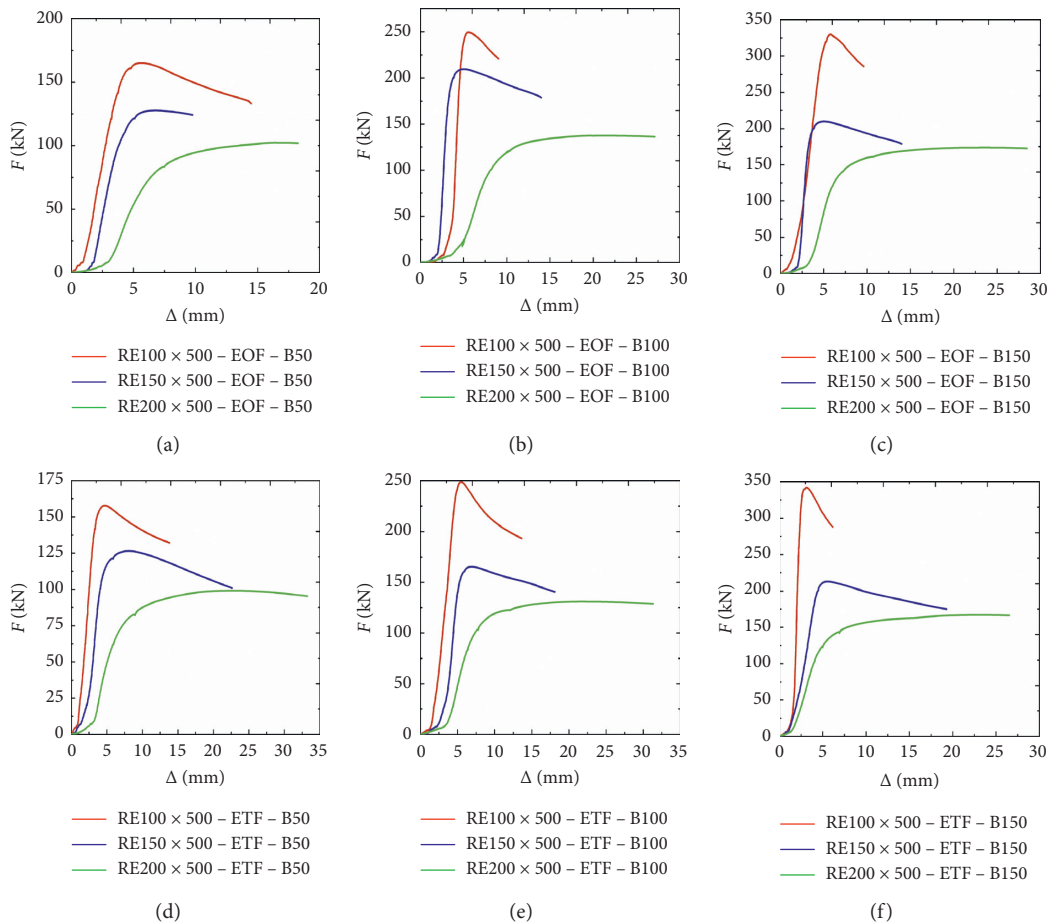 200
150
100
50
0
F (kN)
0 5 10 15 20
Δ (mm)
RE100 × 500 – EOF – B50
RE150 × 500 – EOF – B50
RE200 × 500 – EOF – B50
(a)
250
225
200
175
150
125
100
75
50
25
0
F (kN)
0 5 10 15 20 25 30
Δ (mm)
RE100 × 500 – EOF – B100
RE150 × 500 – EOF – B100
RE200 × 500 – EOF – B100
(b)
350
300
250
200
150
100
50
0
F (kN)
0 5 10 15 20 25 30
Δ (mm)
RE100 × 500 – EOF – B150
RE150 × 500 – EOF – B150
RE200 × 500 – EOF – B150
(c)
175
150
125
100
75
50
25
0
F (kN)
0 5 10 15 20 25 30 35
Δ (mm)
RE100 × 500 – ETF – B50
RE150 × 500 – ETF – B50
RE200 × 500 – ETF – B50
(d)
250
200
150
100
50
0
F (kN)
0 5 10 15 20 25 30 35
Δ (mm)
RE100 × 500 – ETF – B100
RE150 × 500 – ETF – B100
RE200 × 500 – ETF – B100
(e)
350
300
250
200
150
100
50
0
F (kN)
0 5 10 15 20 25 30
Δ (mm)
RE100 × 500 – ETF – B150
RE150 × 500 – ETF – B150
RE200 × 500 – ETF – B150
(f)